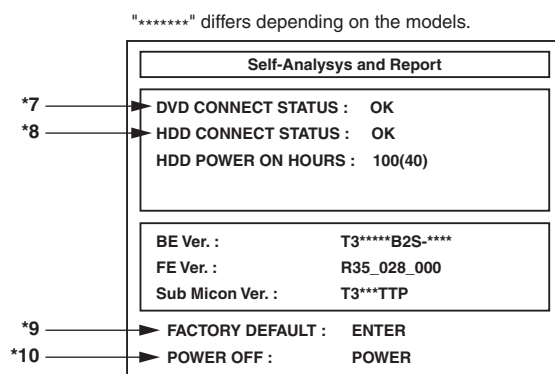 "*******" differs depending on the models.
Self-Analysys and Report
*7 DVD CONNECT STATUS : OK
*8 HDD CONNECT STATUS : OK
HDD POWER ON HOURS : 100(40)
BE Ver. : T3*****B2S-****
FE Ver. : R35_028_000
Sub Micon Ver. : T3***TTP
*9 FACTORY DEFAULT : ENTER
*10 POWER OFF : POWER